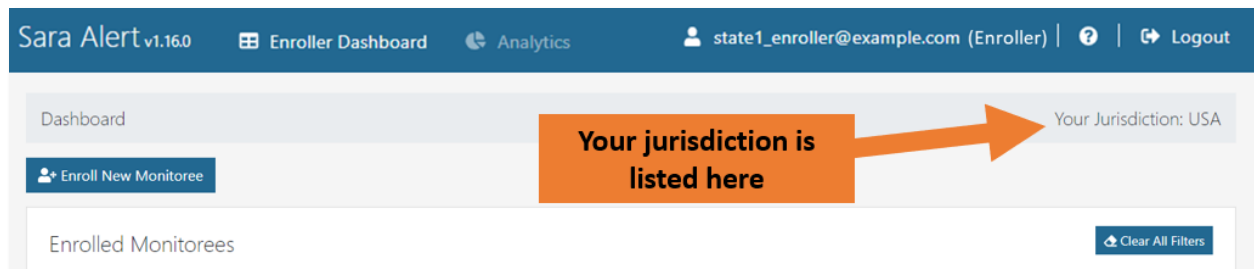 Sara Alert v1.16.0 Enroller Dashboard Analytics state1_enroller@example.com (Enroller) Logout
Dashboard Your Jurisdiction: USA
Your jurisdiction is
listed here
Enroll New Monitoree
Enrolled Monitorees Clear All Filters